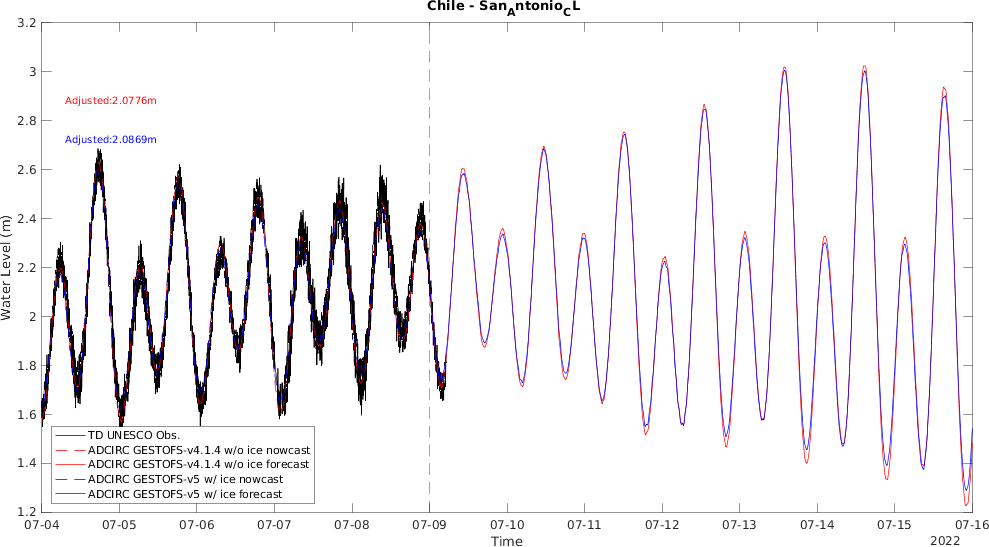 Chile - SanAntonioCL
3.2
3
2.8
2.6
2.4
2.2
2
1.8
1.6
1.4
1.2
Water Level (m)
Adjusted:2.0776m
Adjusted:2.0869m
TD UNESCO Obs.
ADCIRC GESTOFS-v4.1.4 w/o ice nowcast
ADCIRC GESTOFS-v4.1.4 w/o ice forecast
ADCIRC GESTOFS-v5 w/ ice nowcast
ADCIRC GESTOFS-v5 w/ ice forecast
07-04 07-05 07-06 07-07 07-08 07-09 07-10 07-11 07-12 07-13 07-14 07-15 07-16
Time
2022